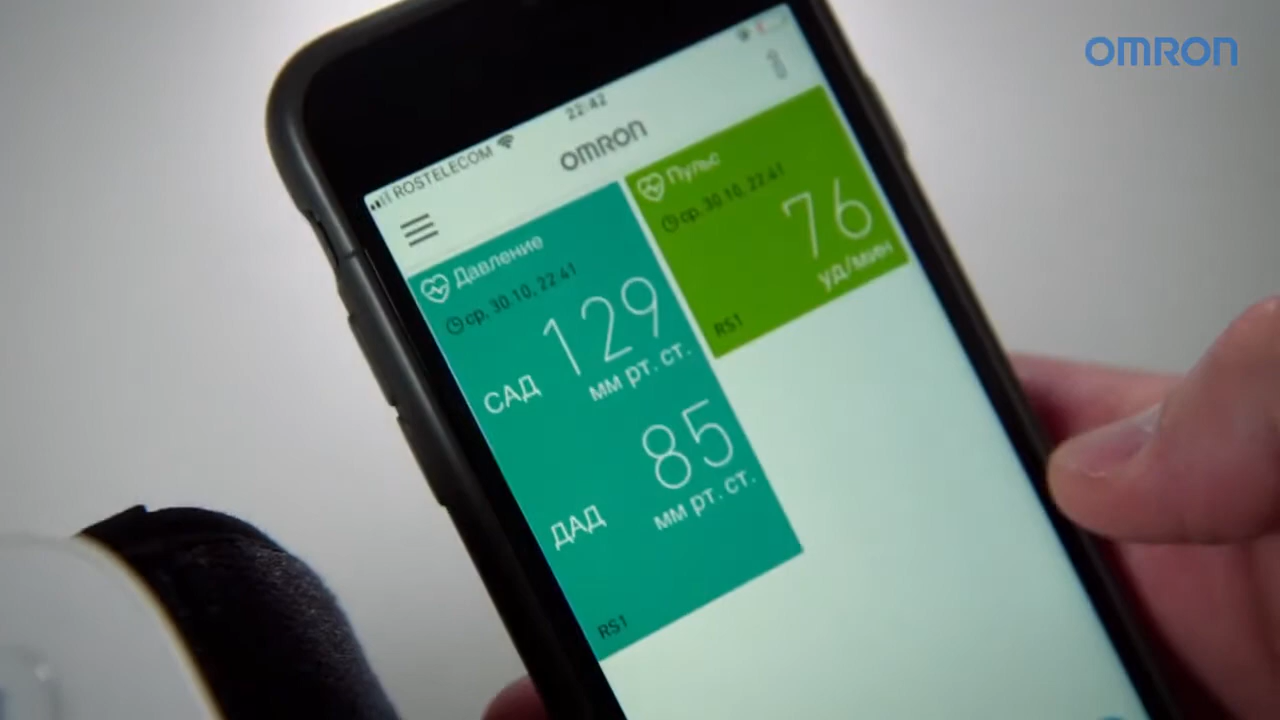 OMRON
ROSTELECOM
22:42
OMRON
Давление
ср. 30.10, 22:41
САД
129
мм рт. ст.
ДАД
85
мм рт. ст.
RS1
Пульс
ср. 30.10, 22:41
76
уд/мин
RS1